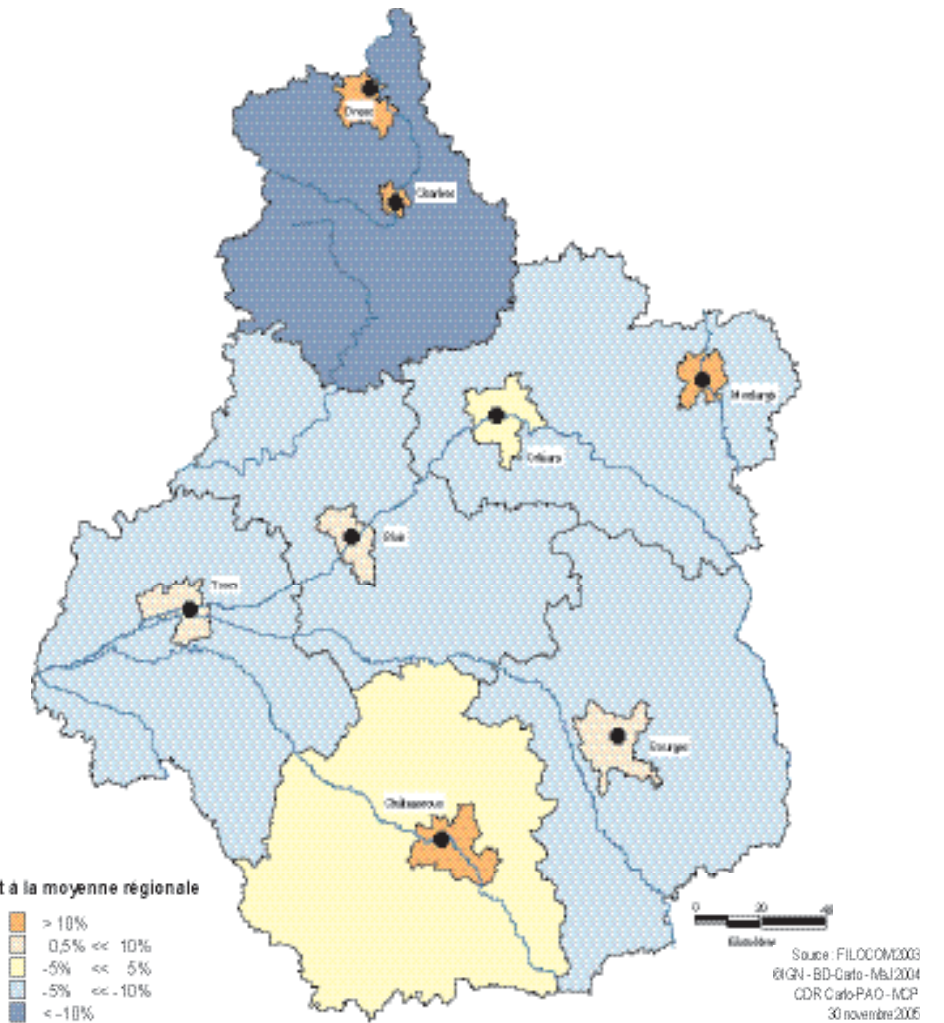 Dreux
Chartres
Montargis
Orléans
Blois
Tours
Bourges
Châteauroux
t à la moyenne régionale
> 10%
0,5% << 10%
-5% << 5%
-5% << -10%
< -10%
0 20 40
Kilomètres
Source : FILOCOM2003
©IGN - BD-Carto - MàJ 2004
CDR Carto-PAO - MCP
30 novembre 2005